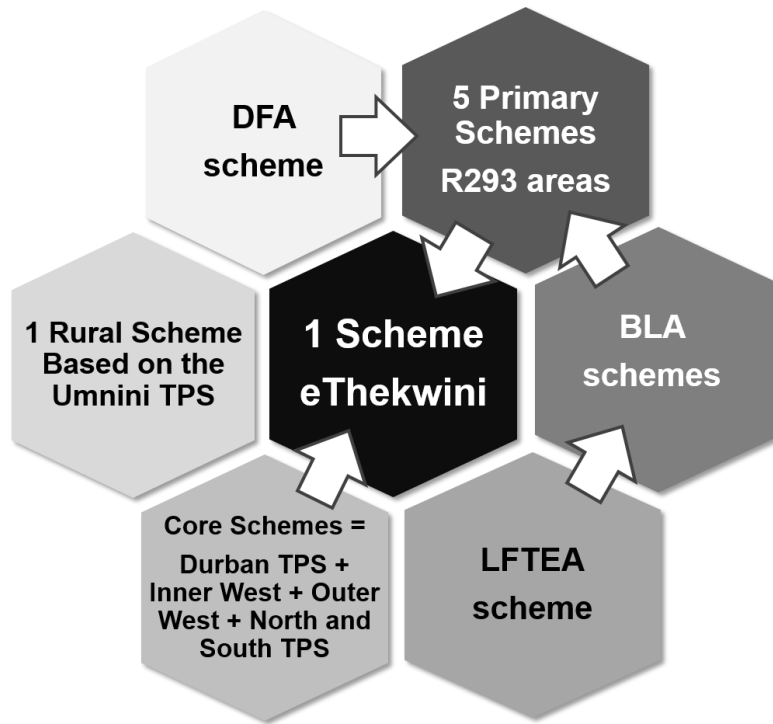 DFA
scheme
5 Primary
Schemes
R293 areas
1 Rural Scheme
Based on the
Umnini TPS
1 Scheme
eThekwini
BLA
schemes
Core Schemes =
Durban TPS +
Inner West + Outer
West + North and
South TPS
LFTEA
scheme